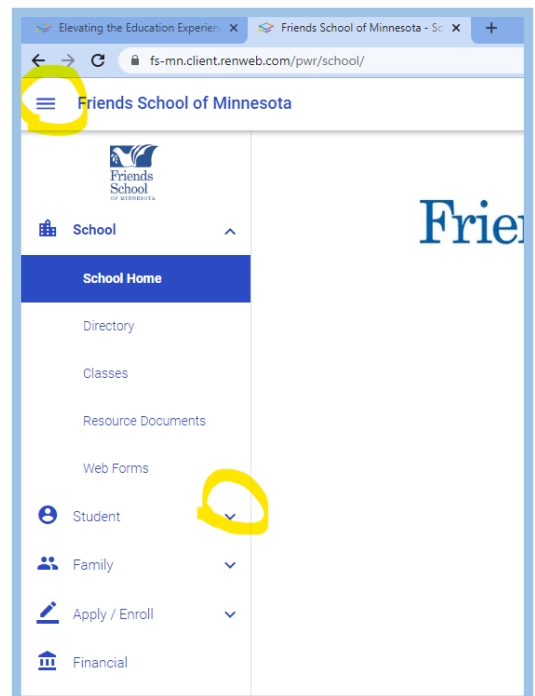 Elevating the Education Experien
Friends School of Minnesota - Sc
fs-mn.client.renweb.com/pwr/school/
Friends School of Minnesota
Friends
School
OF MINNESOTA
School
Frie
School Home
Directory
Classes
Resource Documents
Web Forms
Student
Family
Apply / Enroll
Financial